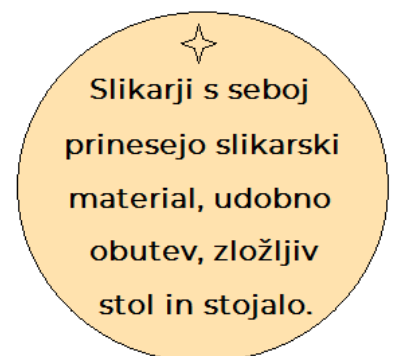 Slikarji s seboj
prinesejo slikarski
material, udobno
obutev, zložljiv
stol in stojalo.